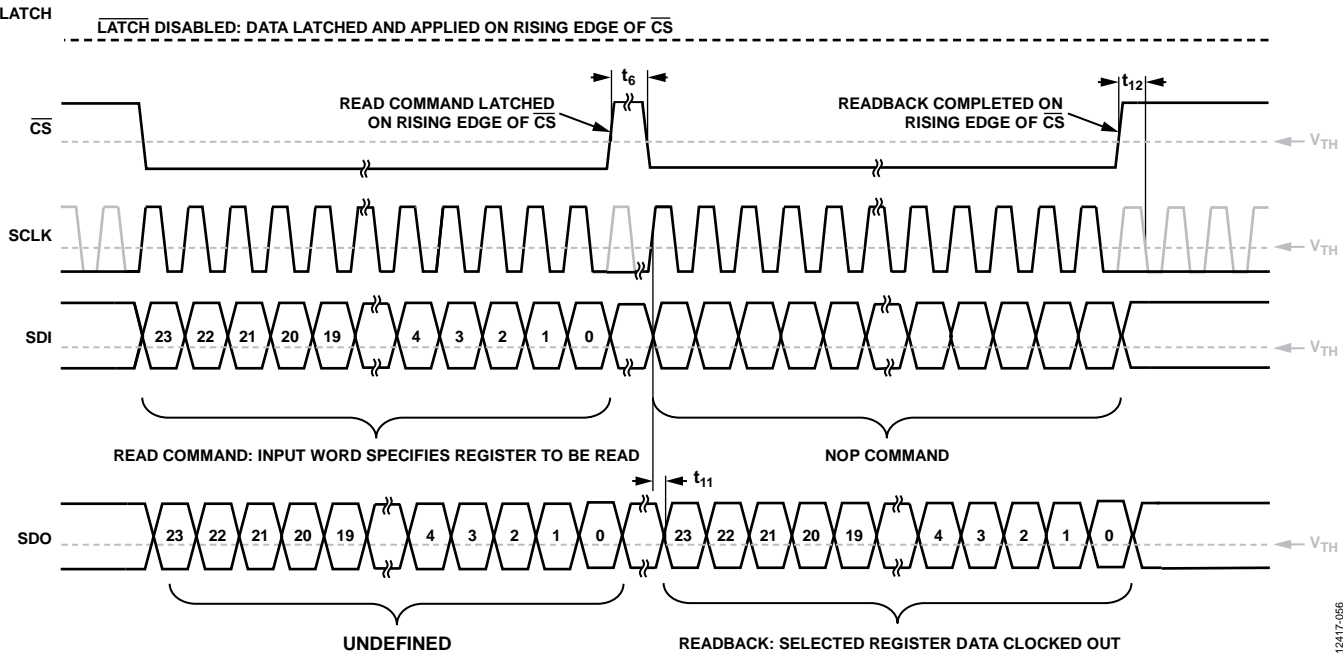 LATCH
LATCH DISABLED: DATA LATCHED AND APPLIED ON RISING EDGE OF CS
t6
t12
READ COMMAND LATCHED
ON RISING EDGE OF CS
READBACK COMPLETED ON
RISING EDGE OF CS
CS
VTH
SCLK
VTH
SDI
23 22 21 20 19 4 3 2 1 0
VTH
READ COMMAND: INPUT WORD SPECIFIES REGISTER TO BE READ
NOP COMMAND
t11
SDO
23 22 21 20 19 4 3 2 1 0 23 22 21 20 19 4 3 2 1 0
VTH
UNDEFINED
READBACK: SELECTED REGISTER DATA CLOCKED OUT
12417-056